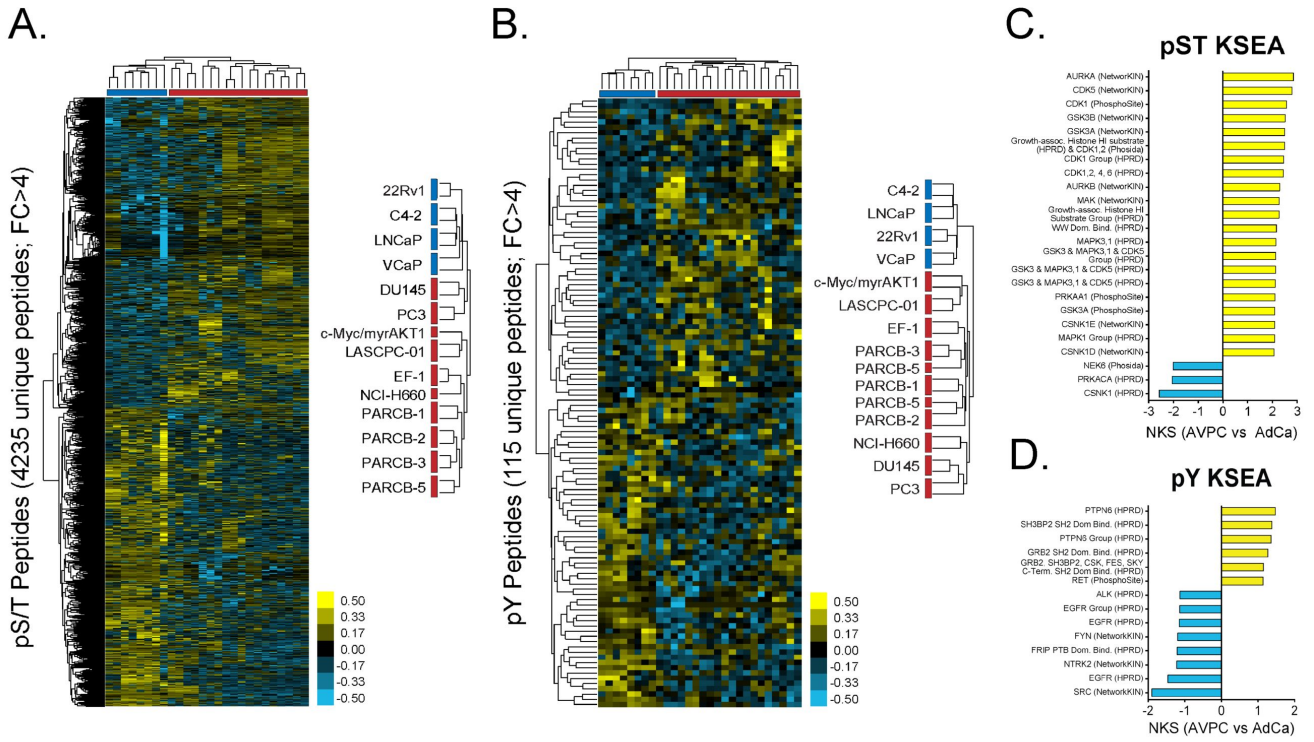 A.
B.
C.
D.
pS/T Peptides (4235 unique peptides; FC>4)
22Rv1
C4-2
LNCaP
VCaP
DU145
PC3
c-Myc/myrAKT1
LASCPC-01
EF-1
NCI-H660
PARCB-1
PARCB-2
PARCB-3
PARCB-5
0.50
0.33
0.17
0.00
-0.17
-0.33
-0.50
pY Peptides (115 unique peptides; FC>4)
C4-2
LNCaP
22Rv1
VCaP
c-Myc/myrAKT1
LASCPC-01
EF-1
PARCB-3
PARCB-5
PARCB-1
PARCB-5
PARCB-2
NCI-H660
DU145
PC3
0.50
0.33
0.17
0.00
-0.17
-0.33
-0.50
pST KSEA
AURKA (NetworKIN)
CDK5 (NetworKIN)
CDK1 (PhosphoSite)
GSK3B (NetworKIN)
GSK3A (NetworKIN)
Growth-assoc. Histone HI substrate
(HPRD) & CDK1,2 (Phosida)
CDK1 Group (HPRD)
CDK1,2, 4, 6 (HPRD)
AURKB (NetworKIN)
MAK (NetworKIN)
Growth-assoc. Histone HI
Substrate Group (HPRD)
WW Dom. Bind. (HPRD)
MAPK3,1 (HPRD)
GSK3 & MAPK3,1 & CDK5
Group (HPRD)
GSK3 & MAPK3,1 & CDK5 (HPRD)
GSK3 & MAPK3,1 & CDK5 (HPRD)
PRKAA1 (PhosphoSite)
GSK3A (PhosphoSite)
CSNK1E (NetworKIN)
MAPK1 Group (HPRD)
CSNK1D (NetworKIN)
NEK6 (Phosida)
PRKACA (HPRD)
CSNK1 (HPRD)
-3 -2 -1 0 1 2 3
NKS (AVPC vs AdCa)
pY KSEA
PTPN6 (HPRD)
SH3BP2 SH2 Dom Bind. (HPRD)
PTPN6 Group (HPRD)
GRB2 SH2 Dom. Bind. (HPRD)
GRB2. SH3BP2, CSK, FES, SKY
C-Term. SH2 Dom Bind. (HPRD)
RET (PhosphoSite)
ALK (HPRD)
EGFR Group (HPRD)
EGFR (HPRD)
FYN (NetworkKIN)
FRIP PTB Dom. Bind. (HPRD)
NTRK2 (NetworkKIN)
EGFR (HPRD)
SRC (NetworkKIN)
-2 -1 0 1 2
NKS (AVPC vs AdCa)